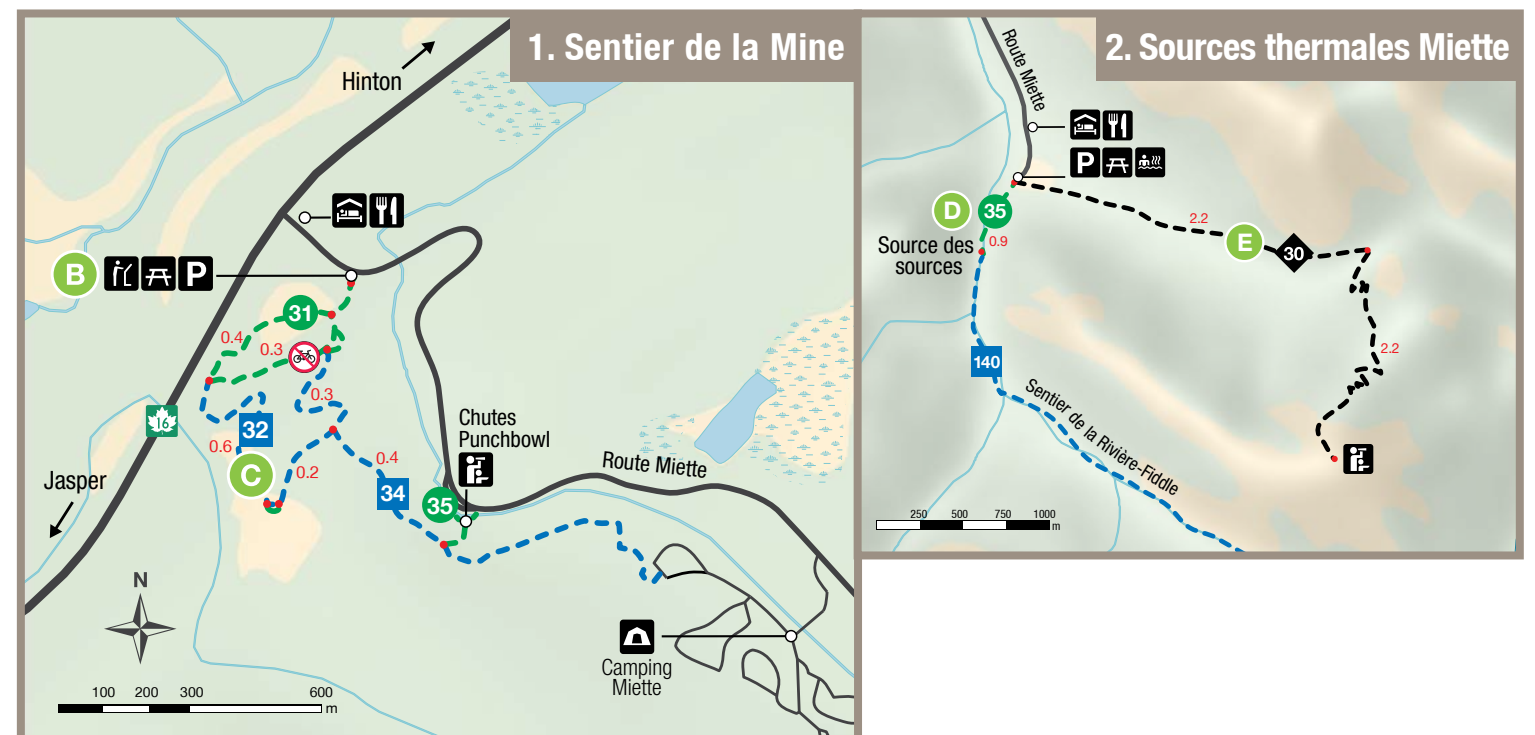 1. Sentier de la Mine
Hinton
B
P
31
0.4
0.3
0.3
16
32
0.6
C
0.2
0.4
34
35
Chutes
Punchbowl
Route Miette
Jasper
N
100 200 300 600
m
Camping
Miette
2. Sources thermales Miette
Route Miette
P
D
35
Source des
sources
0.9
2.2
E
30
2.2
140
Sentier de la Rivière-Fiddle
250 500 750 1000
m